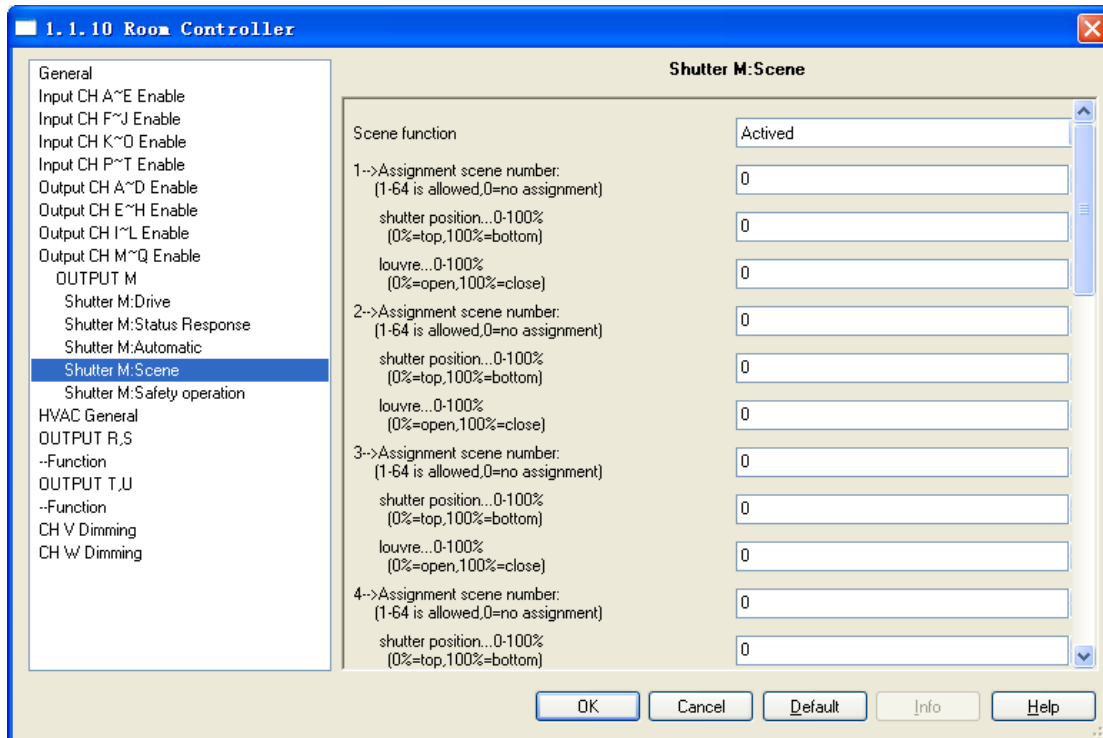 1.1.10 Room Controller
General
Input CH A~E Enable
Input CH F~J Enable
Input CH K~O Enable
Input CH P~T Enable
Output CH A~D Enable
Output CH E~H Enable
Output CH I~L Enable
Output CH M~Q Enable
OUTPUT M
Shutter M:Drive
Shutter M:Status Response
Shutter M:Automatic
Shutter M:Scene
Shutter M:Safety operation
HVAC General
OUTPUT R,S
--Function
OUTPUT T,U
--Function
CH V Dimming
CH W Dimming
Shutter M:Scene
Scene function Actived
1-->Assignment scene number: 0
(1-64 is allowed,0=no assignment)
shutter position...0-100% 0
(0%=top,100%=bottom)
louvre...0-100% 0
(0%=open,100%=close)
2-->Assignment scene number: 0
(1-64 is allowed,0=no assignment)
shutter position...0-100% 0
(0%=top,100%=bottom)
louvre...0-100% 0
(0%=open,100%=close)
3-->Assignment scene number: 0
(1-64 is allowed,0=no assignment)
shutter position...0-100% 0
(0%=top,100%=bottom)
louvre...0-100% 0
(0%=open,100%=close)
4-->Assignment scene number: 0
(1-64 is allowed,0=no assignment)
shutter position...0-100% 0
(0%=top,100%=bottom)
OK Cancel Default Info Help